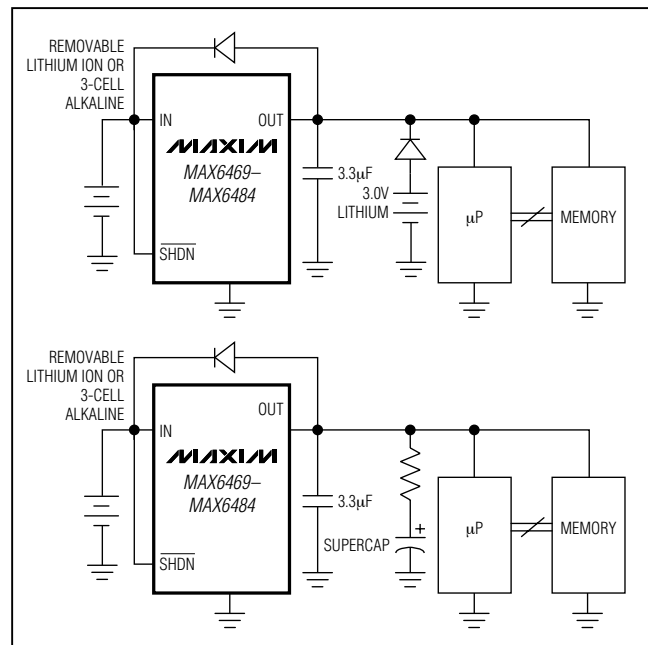 REMOVABLE
LITHIUM ION OR
3-CELL
ALKALINE
IN
OUT
MAXIM
MAX6469–
MAX6484
SHDN
3.3µF
3.0V
LITHIUM
µP
MEMORY
REMOVABLE
LITHIUM ION OR
3-CELL
ALKALINE
IN
OUT
MAXIM
MAX6469–
MAX6484
SHDN
3.3µF
SUPERCAP
+
µP
MEMORY